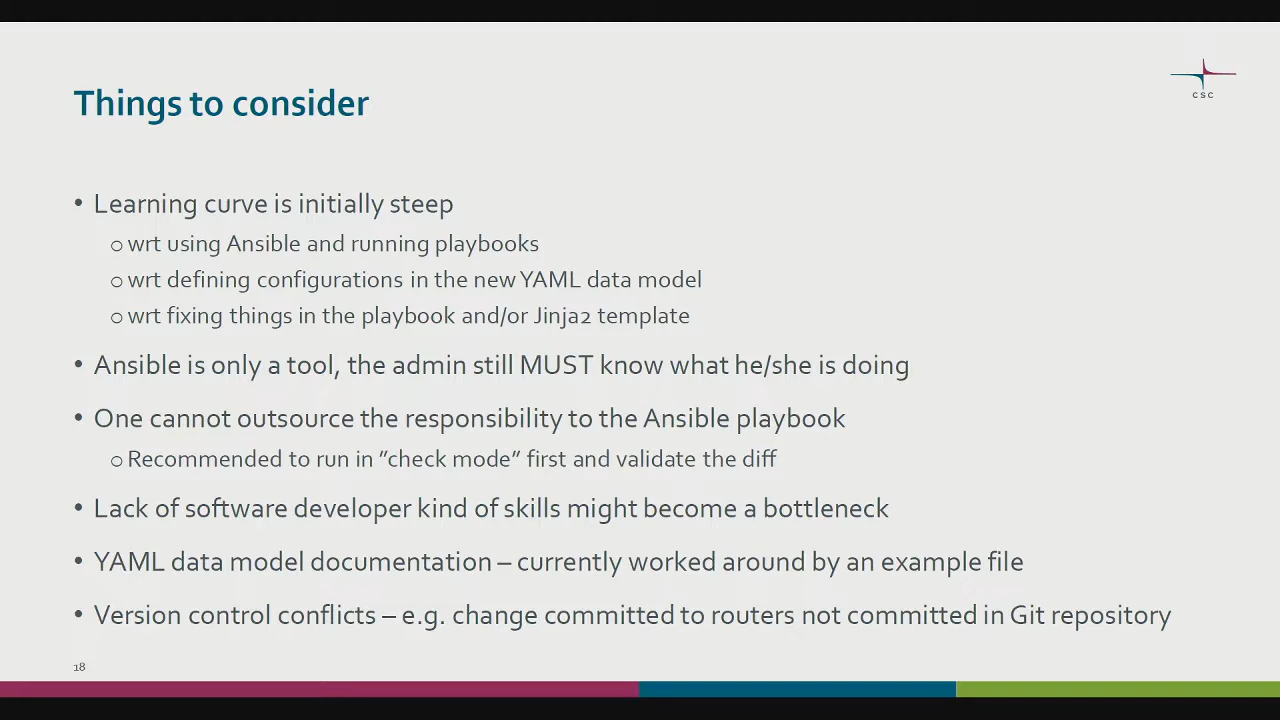 CSC
Things to consider
• Learning curve is initially steep
o wrt using Ansible and running playbooks
o wrt defining configurations in the new YAML data model
o wrt fixing things in the playbook and/or Jinja2 template
• Ansible is only a tool, the admin still MUST know what he/she is doing
• One cannot outsource the responsibility to the Ansible playbook
o Recommended to run in ”check mode” first and validate the diff
• Lack of software developer kind of skills might become a bottleneck
• YAML data model documentation – currently worked around by an example file
• Version control conflicts – e.g. change committed to routers not committed in Git repository
18